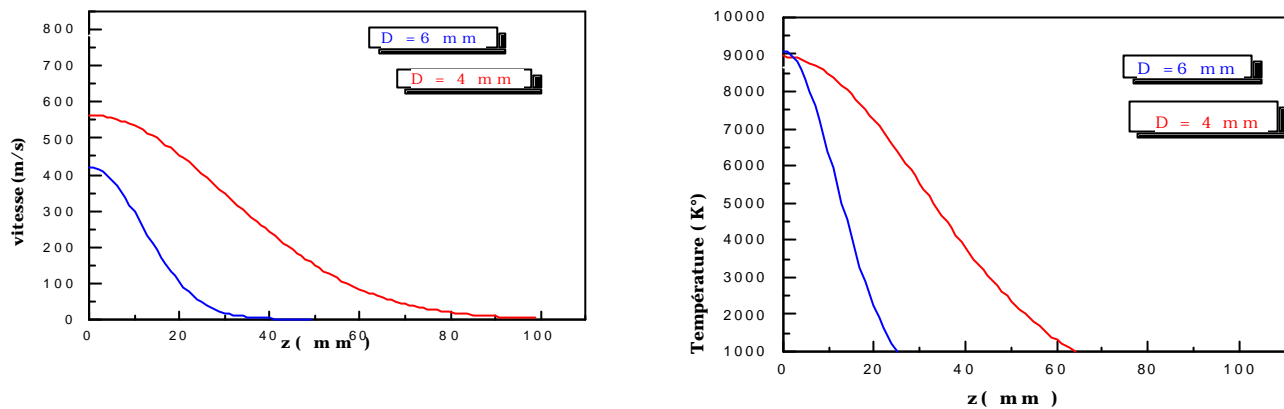 800
700
600
500
400
300
200
100
0
vitesse (m/s)
0 20 40 60 80 100
z ( mm )
D = 6 mm
D = 4 mm
10000
9000
8000
7000
6000
5000
4000
3000
2000
1000
Température ( K° )
0 20 40 60 80 100
z ( mm )
D = 6 mm
D = 4 mm